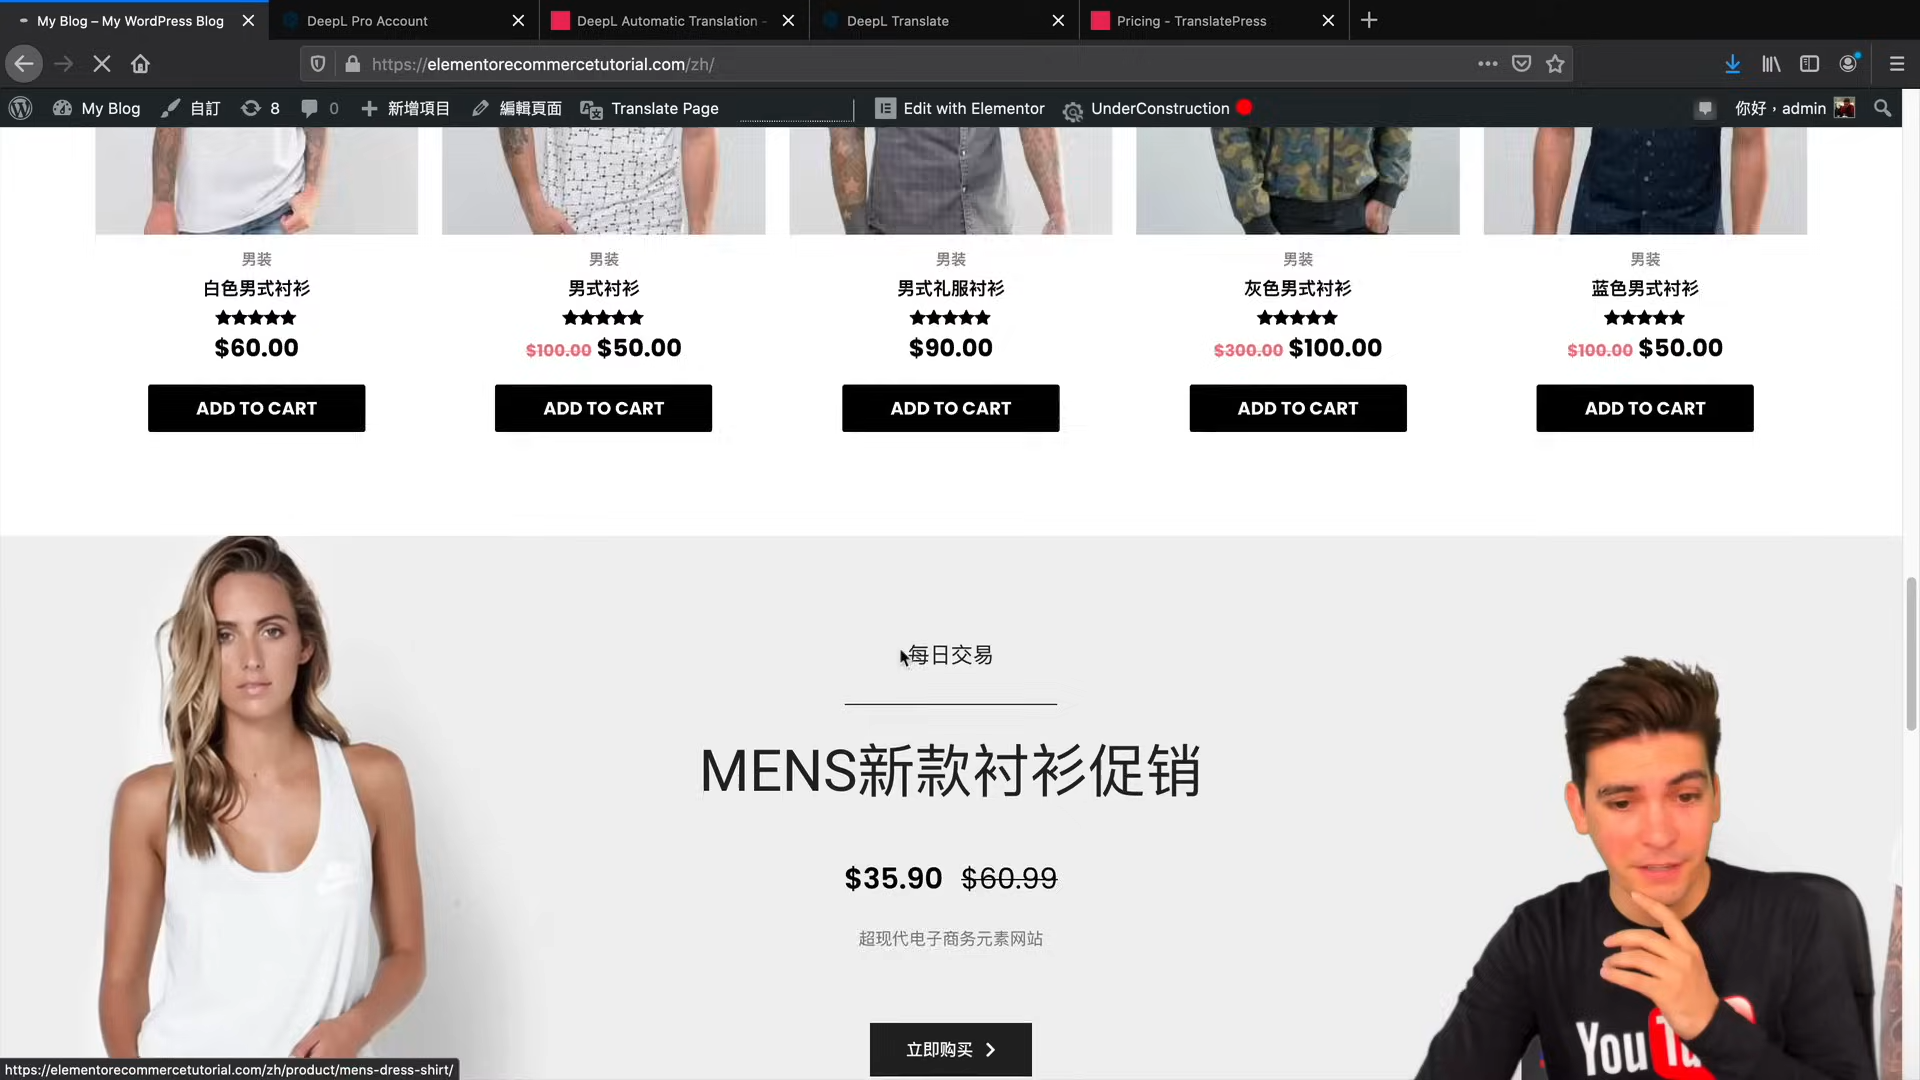 My Blog – My WordPress Blog
DeepL Pro Account
DeepL Automatic Translation -
DeepL Translate
Pricing - TranslatePress
https://elementorecommercetutorial.com/zh/
My Blog 自訂 8 0 新增項目 編輯頁面 Translate Page Edit with Elementor UnderConstruction 你好，admin
男装 男装 男装 男装 男装
白色男式衬衫 男式衬衫 男式礼服衬衫 灰色男式衬衫 蓝色男式衬衫
$60.00 $100.00 $50.00 $90.00 $300.00 $100.00 $100.00 $50.00
ADD TO CART ADD TO CART ADD TO CART ADD TO CART ADD TO CART
每日交易
MENS新款衬衫促销
$35.90 $60.99
超现代电子商务元素网站
立即购买
https://elementorecommercetutorial.com/zh/product/mens-dress-shirt/